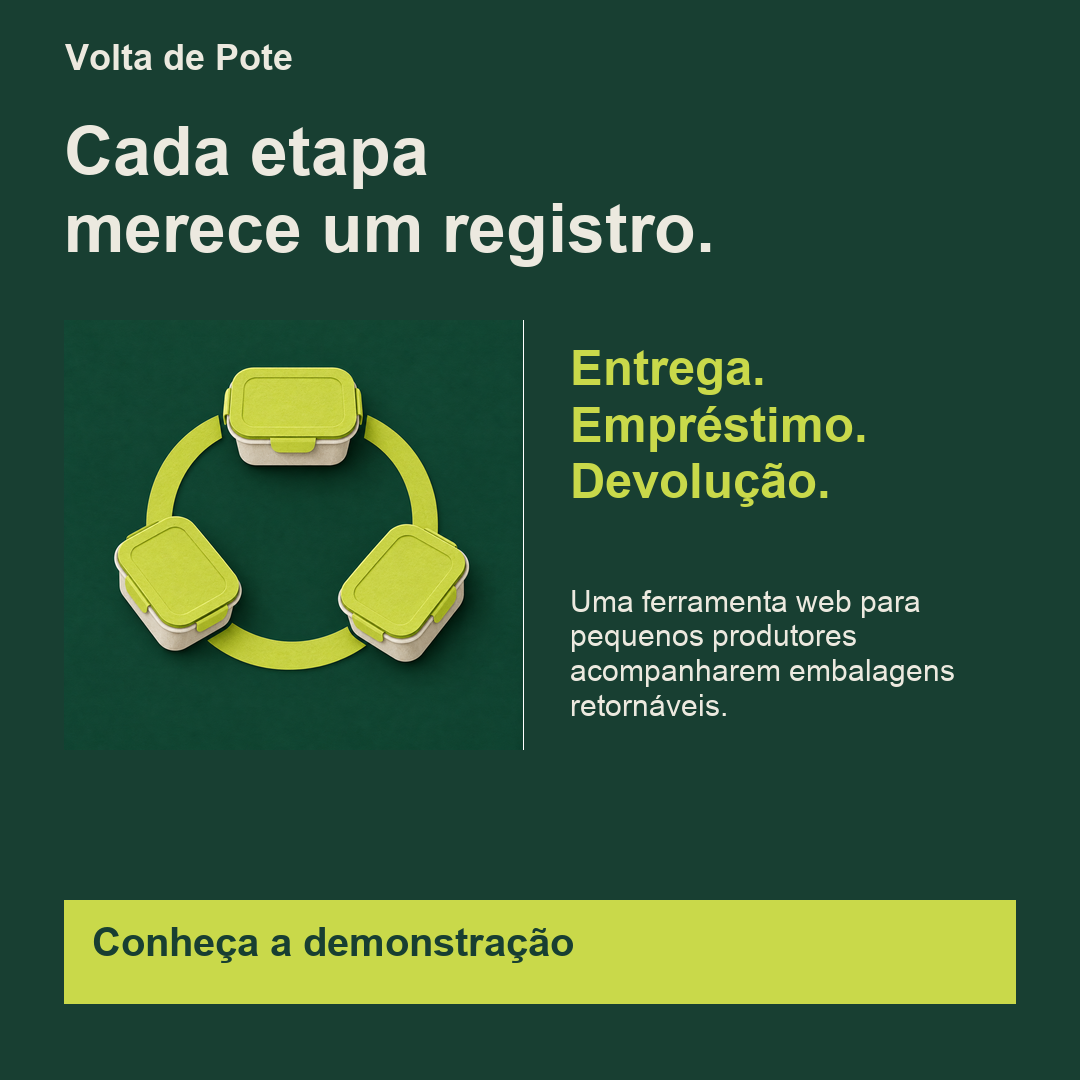 Volta de Pote
Cada etapa
merece um registro.
Entrega.
Empréstimo.
Devolução.
Uma ferramenta web para
pequenos produtores
acompanharem embalagens
retornáveis.
Conheça a demonstração